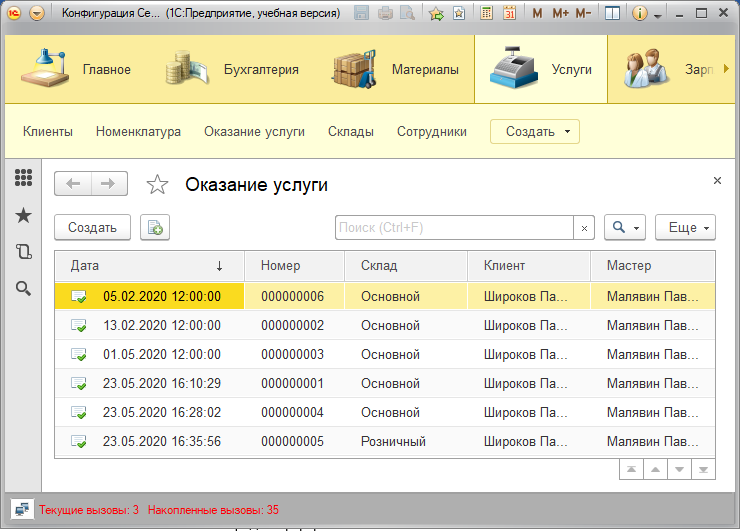 Конфигурация Се... (1С:Предприятие, учебная версия)
M M+ M-
Главное Бухгалтерия Материалы Услуги Зарп
Клиенты Номенклатура Оказание услуги Склады Сотрудники Создать
Оказание услуги
Создать Поиск (Ctrl+F) Еще
Дата Номер Склад Клиент Мастер
05.02.2020 12:00:00 000000006 Основной Широков Па... Малявин Пав...
13.02.2020 12:00:00 000000002 Основной Широков Па... Малявин Пав...
01.05.2020 12:00:00 000000003 Основной Широков Па... Малявин Пав...
23.05.2020 16:10:29 000000001 Основной Широков Па... Малявин Пав...
23.05.2020 16:28:02 000000004 Основной Широков Па... Малявин Пав...
23.05.2020 16:35:56 000000005 Розничный Широков Па... Малявин Пав...
Текущие вызовы: 3 Накопленные вызовы: 35